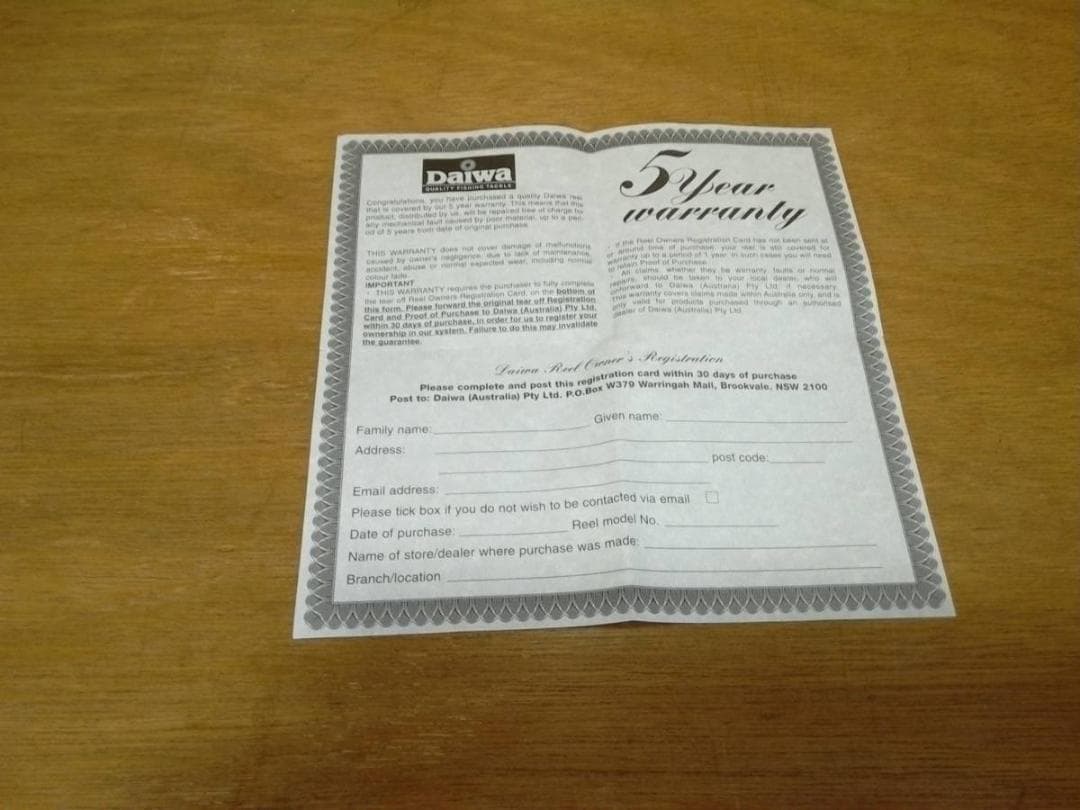 Daiwa
QUALITY FISHING TACKLE
Congratulations, you have purchased a quality Daiwa reel
that is covered by our 5 year warranty. This means that this
product, distributed by us, will be repaired free of charge for
any mechanical fault caused by poor material, up to a peri-
od of 5 years from date of original purchase.
THIS WARRANTY does not cover damage of malfunctions
caused by owner's negligence, due to lack of maintenance,
accident, abuse or normal expected wear, including normal
colour fade.
IMPORTANT
· THIS WARRANTY requires the purchaser to fully complete
the tear off Reel Owners Registration Card, on the bottom of
this form. Please forward the original tear off Registration
Card and Proof of Purchase to Daiwa (Australia) Pty Ltd.
within 30 days of purchase, in order for us to register your
ownership in our system. Failure to do this may invalidate
the guarantee.
5 Year
warranty
· If the Reel Owners Registration Card has not been sent at
or around time of purchase, your reel is still covered for
warranty up to a period of 1 year. In such cases you will need
to retain Proof of Purchase.
· All claims, whether they be warranty faults or normal
repairs, should be taken to your local dealer, who will
forward to Daiwa (Australia) Pty Ltd. if necessary.
This warranty covers claims made within Australia only, and is
only valid for products purchased through an authorised
dealer of Daiwa (Australia) Pty Ltd.
Daiwa Reel Owner's Registration
Please complete and post this registration card within 30 days of purchase
Post to: Daiwa (Australia) Pty Ltd. P.O.Box W379 Warringah Mall, Brookvale. NSW 2100
Family name: Given name:
Address:
post code:
Email address:
Please tick box if you do not wish to be contacted via email
Date of purchase: Reel model No.
Name of store/dealer where purchase was made:
Branch/location